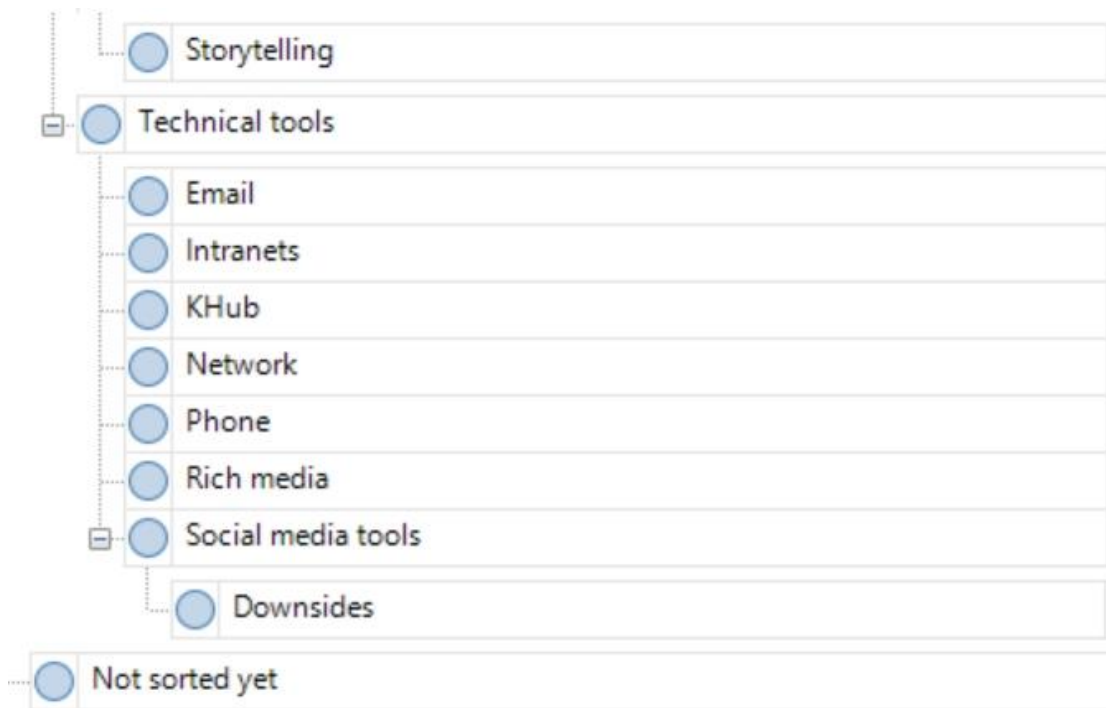 Storytelling
Technical tools
Email
Intranets
KHub
Network
Phone
Rich media
Social media tools
Downsides
Not sorted yet